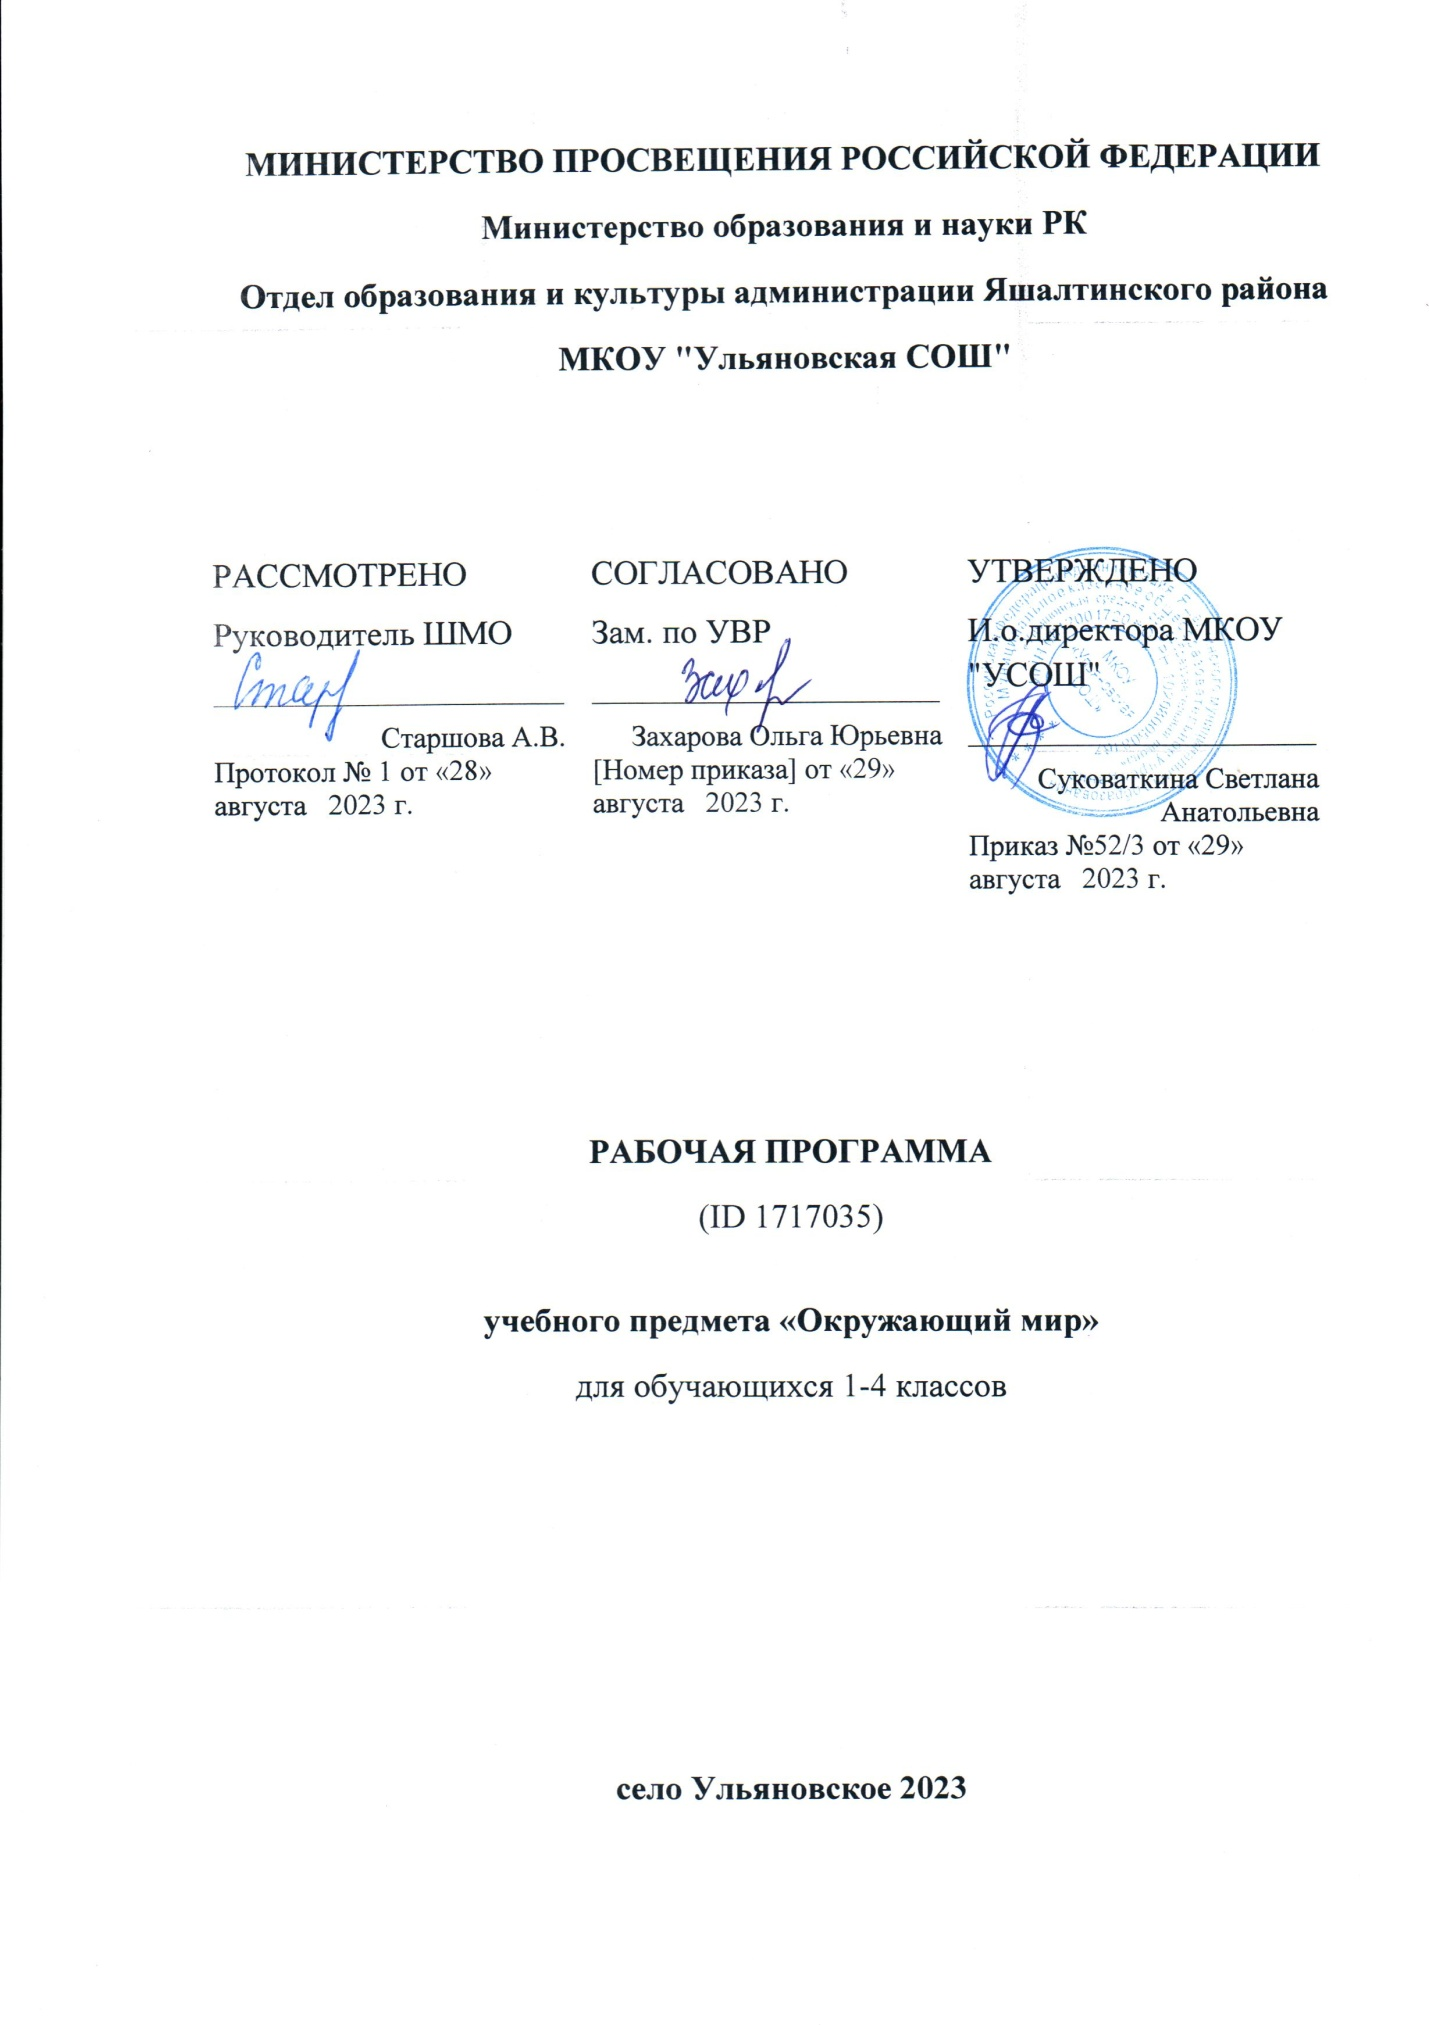 МИНИСТЕРСТВО ПРОСВЕЩЕНИЯ РОССИЙСКОЙ ФЕДЕРАЦИИ
Министерство образования и науки РК
Отдел образования и культуры администрации Яшалтинского района
МКОУ "Ульяновская СОШ"
РАССМОТРЕНО
Руководитель ШМО
Старшова А.В.
Протокол № 1 от «28»
августа 2023 г.
СОГЛАСОВАНО
Зам. по УВР
Захарова Ольга Юрьевна
[Номер приказа] от «29»
августа 2023 г.
УТВЕРЖДЕНО
И.о.директора МКОУ
"УСОШ"
Суковаткина Светлана
Анатольевна
Приказ №52/3 от «29»
августа 2023 г.
РАБОЧАЯ ПРОГРАММА
(ID 1717035)
учебного предмета «Окружающий мир»
для обучающихся 1-4 классов
село Ульяновское 2023